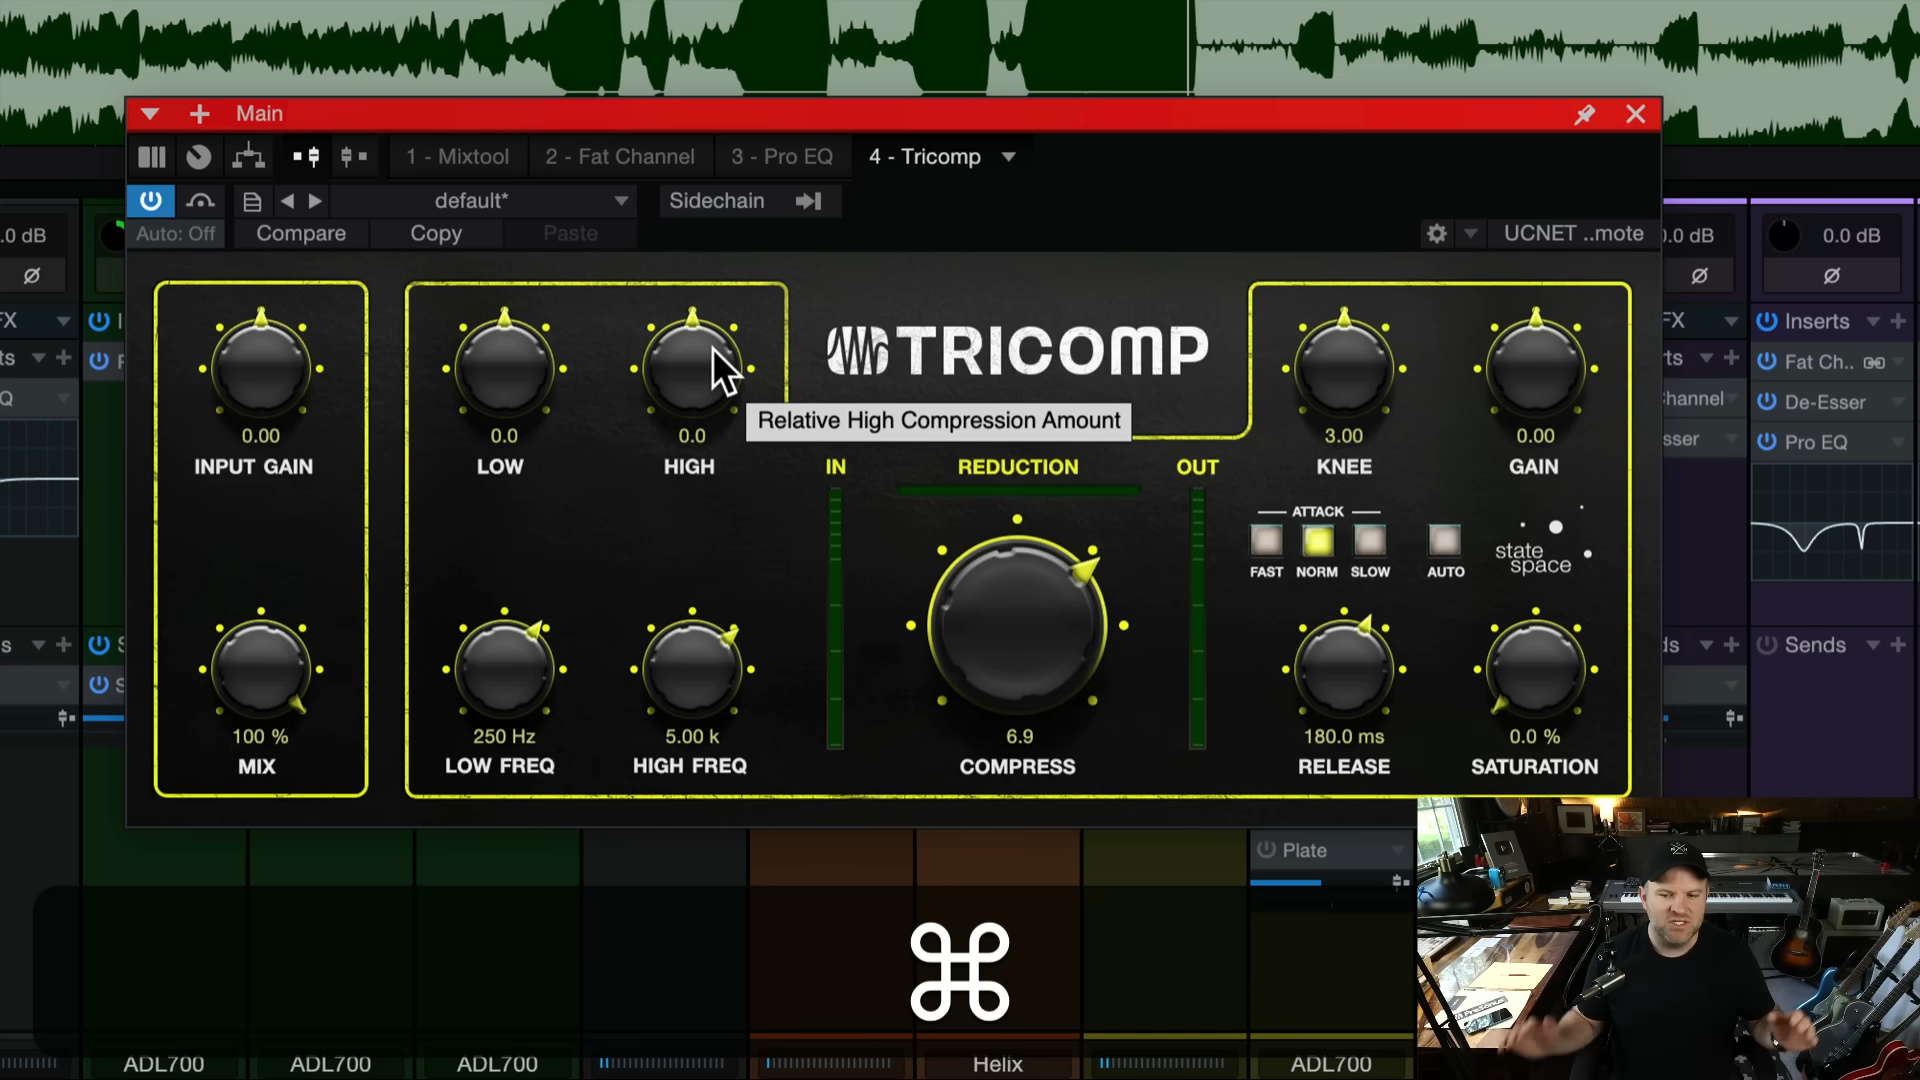 Main
1 - Mixtool
2 - Fat Channel
3 - Pro EQ
4 - Tricomp
default*
Sidechain
Auto: Off
Compare
Copy
Paste
UCNET ..mote
.0 dB
0.0 dB
0.0 dB
Ø
Ø
Ø
FX
Inserts
Fat Ch..
De-Esser
Pro EQ
Q
hannel
sser
TRICOMP
Relative High Compression Amount
0.00
INPUT GAIN
0.0
LOW
0.0
HIGH
IN
REDUCTION
OUT
3.00
KNEE
0.00
GAIN
ATTACK
FAST
NORM
SLOW
AUTO
state
space
100 %
MIX
250 Hz
LOW FREQ
5.00 k
HIGH FREQ
6.9
COMPRESS
180.0 ms
RELEASE
0.0 %
SATURATION
Sends
Plate
ADL700
ADL700
ADL700
Helix
ADL700
PreSonus